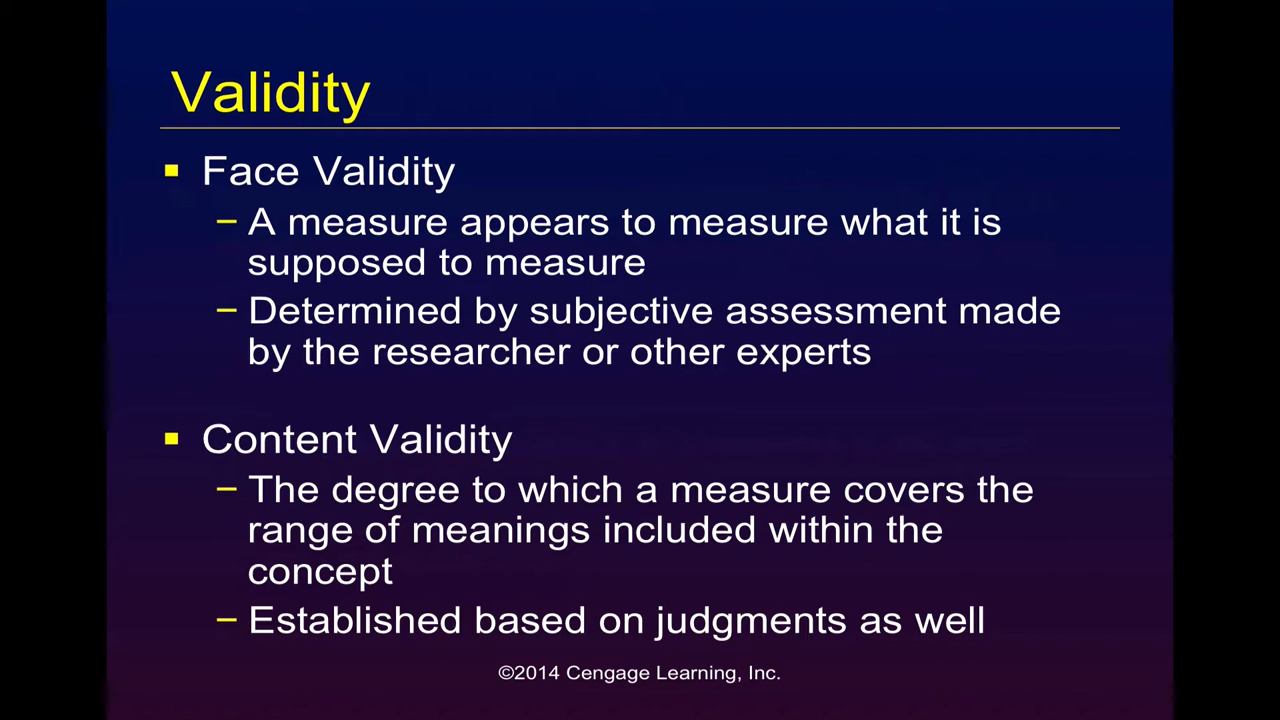 Validity
▪ Face Validity
– A measure appears to measure what it is
supposed to measure
– Determined by subjective assessment made
by the researcher or other experts
▪ Content Validity
– The degree to which a measure covers the
range of meanings included within the
concept
– Established based on judgments as well
©2014 Cengage Learning, Inc.